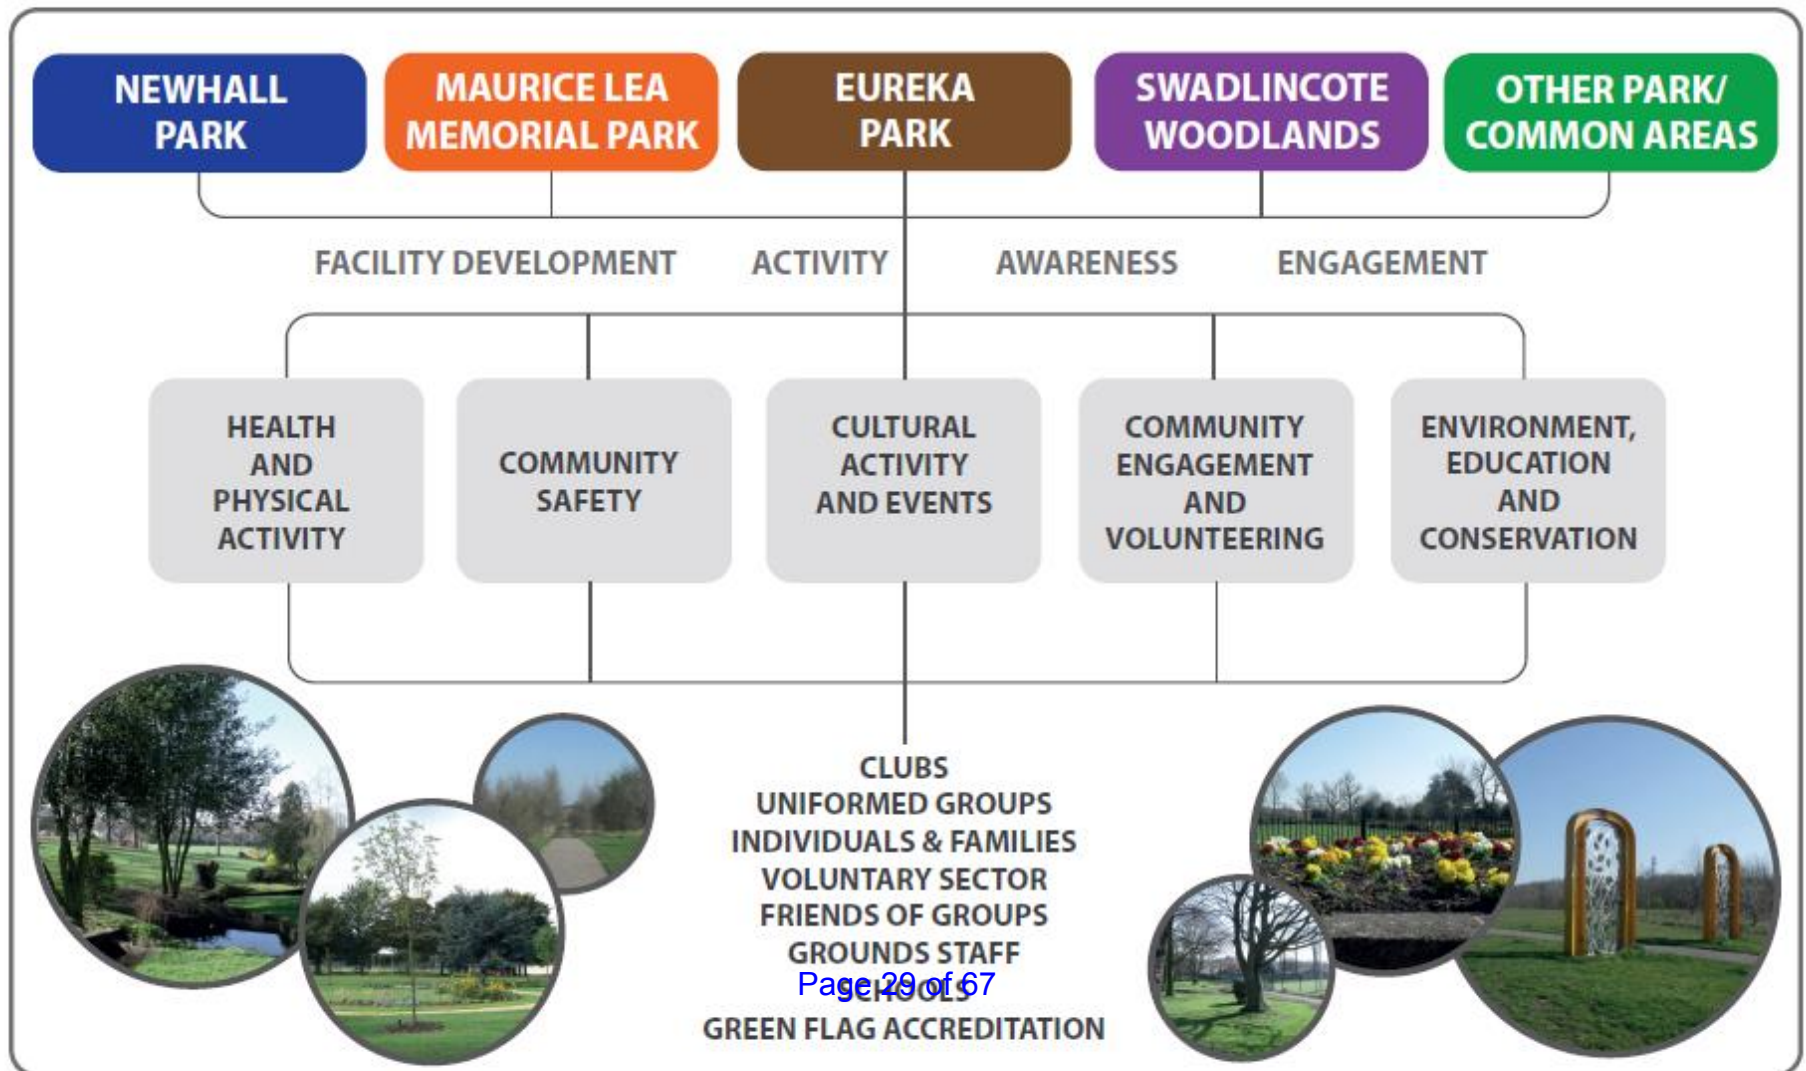 NEWHALL
PARK
MAURICE LEA
MEMORIAL PARK
EUREKA
PARK
SWADLINCOTE
WOODLANDS
OTHER PARK/
COMMON AREAS
FACILITY DEVELOPMENT ACTIVITY AWARENESS ENGAGEMENT
HEALTH
AND
PHYSICAL
ACTIVITY
COMMUNITY
SAFETY
CULTURAL
ACTIVITY
AND EVENTS
COMMUNITY
ENGAGEMENT
AND
VOLUNTEERING
ENVIRONMENT,
EDUCATION
AND
CONSERVATION
CLUBS
UNIFORMED GROUPS
INDIVIDUALS & FAMILIES
VOLUNTARY SECTOR
FRIENDS OF GROUPS
GROUNDS STAFF
Page 29 of 67
SCHOOLS
GREEN FLAG ACCREDITATION